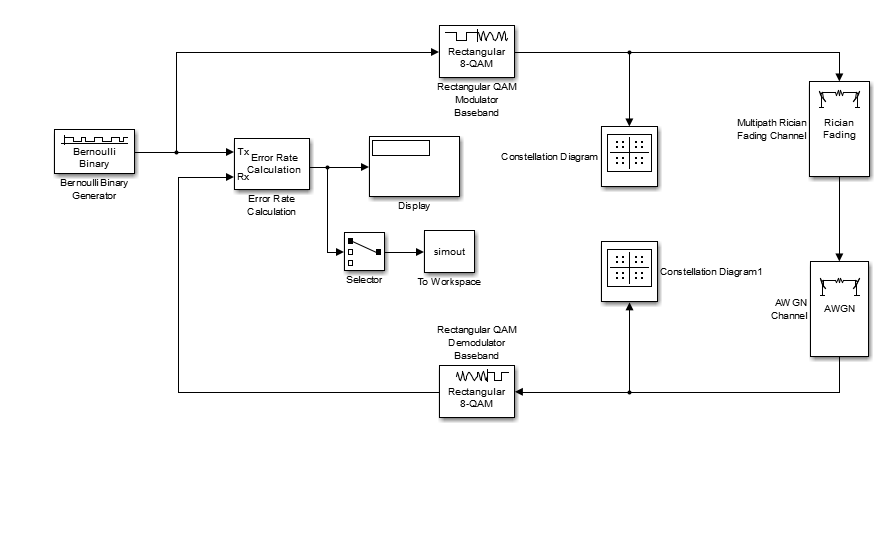 Rectangular
8-QAM
Rectangular QAM
Modulator
Baseband
Multipath Rician
Fading Channel
Rician
Fading
Bernoulli
Binary
Bernoulli Binary
Generator
Tx
Rx
Error Rate
Calculation
Error Rate
Calculation
Display
Constellation Diagram
Selector
simout
To Workspace
Constellation Diagram1
AWGN
Channel
AWGN
Rectangular QAM
Demodulator
Baseband
Rectangular
8-QAM